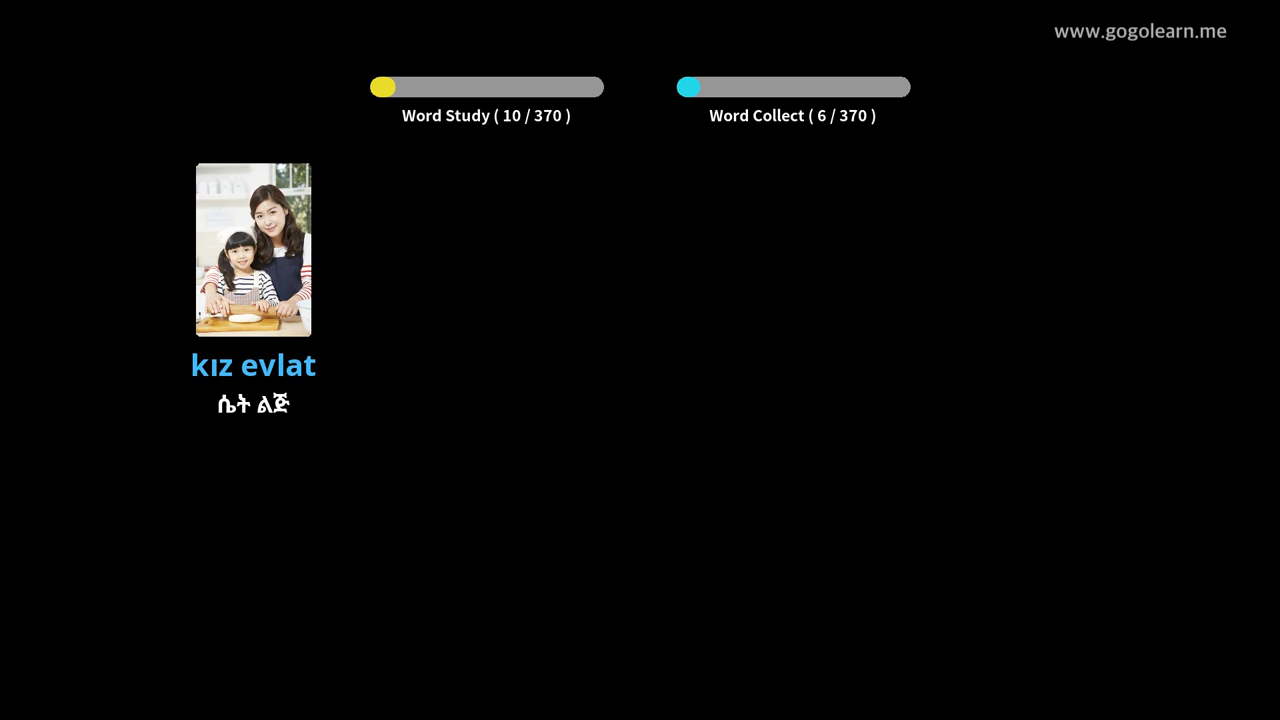 www.gogolearn.me
Word Study ( 10 / 370 )
Word Collect ( 6 / 370 )
kız evlat
ሴት ልጅ